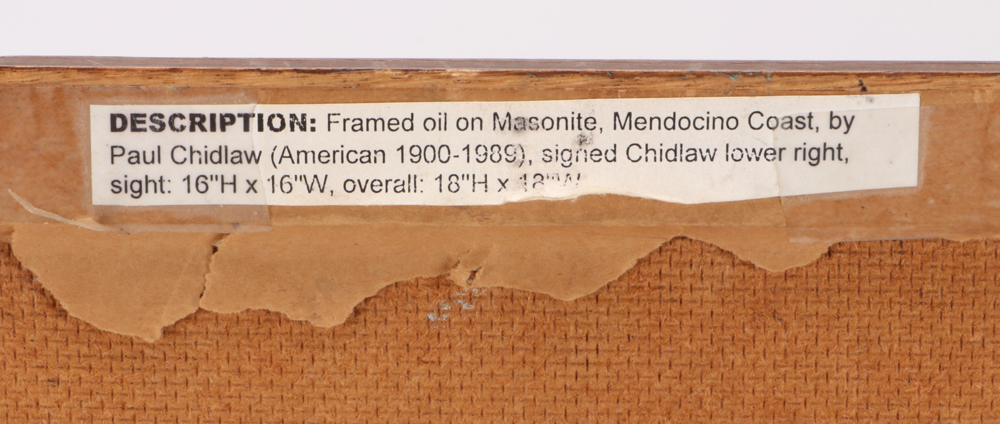 DESCRIPTION: Framed oil on Masonite, Mendocino Coast, by
Paul Chidlaw (American 1900-1989), signed Chidlaw lower right,
sight: 16"H x 16"W, overall: 18"H x 18"W